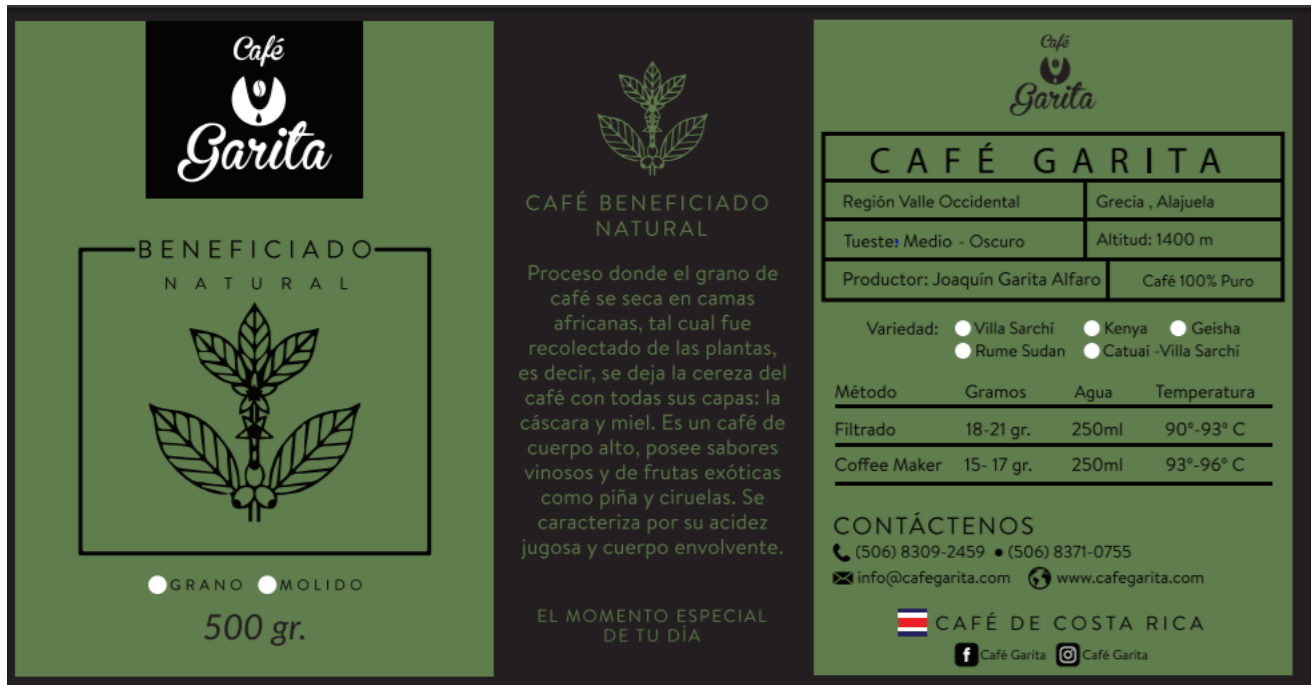 Café
Garita
BENEFICIADO
NATURAL
GRANO MOLIDO
500 gr.
CAFÉ BENEFICIADO
NATURAL
Proceso donde el grano de
café se seca en camas
africanas, tal cual fue
recolectado de las plantas,
es decir, se deja la cereza del
café con todas sus capas: la
cáscara y miel. Es un café de
cuerpo alto, posee sabores
vinosos y de frutas exóticas
como piña y ciruelas. Se
caracteriza por su acidez
jugosa y cuerpo envolvente.
EL MOMENTO ESPECIAL
DE TU DÍA
Café
Garita
CAFÉ GARITA
Región Valle Occidental Grecia , Alajuela
Tueste: Medio - Oscuro Altitud: 1400 m
Productor: Joaquín Garita Alfaro Café 100% Puro
Variedad: Villa Sarchí Kenya Geisha
Rume Sudan Catuaí -Villa Sarchí
Método Gramos Agua Temperatura
Filtrado 18-21 gr. 250ml 90°-93° C
Coffee Maker 15- 17 gr. 250ml 93°-96° C
CONTÁCTENOS
(506) 8309-2459 • (506) 8371-0755
info@cafegarita.com www.cafegarita.com
CAFÉ DE COSTA RICA
Café Garita Café Garita